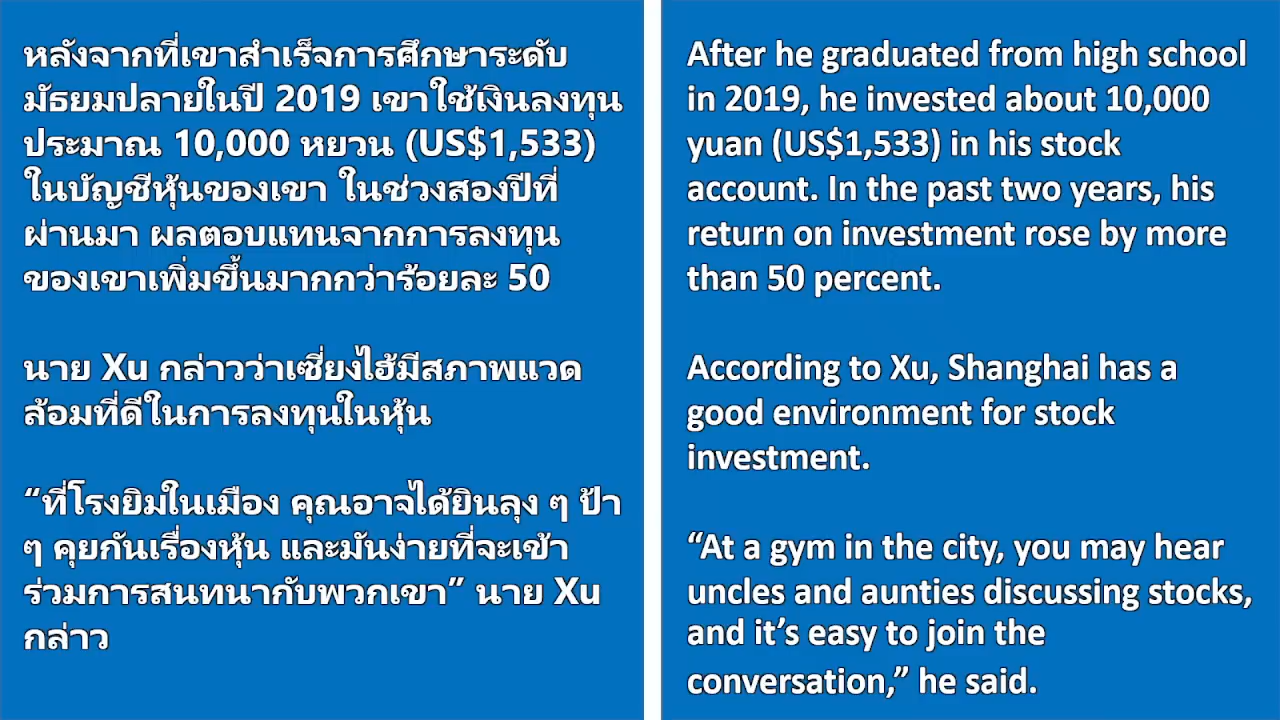 หลังจากที่เขาสำเร็จการศึกษาระดับ
มัธยมปลายในปี 2019 เขาใช้เงินลงทุน
ประมาณ 10,000 หยวน (US$1,533)
ในบัญชีหุ้นของเขา ในช่วงสองปีที่
ผ่านมา ผลตอบแทนจากการลงทุน
ของเขาเพิ่มขึ้นมากกว่าร้อยละ 50
นาย Xu กล่าวว่าเซี่ยงไฮ้มีสภาพแวด
ล้อมที่ดีในการลงทุนในหุ้น
“ที่โรงยิมในเมือง คุณอาจได้ยินลุง ๆ ป้า
ๆ คุยกันเรื่องหุ้น และมันง่ายที่จะเข้า
ร่วมการสนทนากับพวกเขา” นาย Xu
กล่าว
After he graduated from high school
in 2019, he invested about 10,000
yuan (US$1,533) in his stock
account. In the past two years, his
return on investment rose by more
than 50 percent.
According to Xu, Shanghai has a
good environment for stock
investment.
“At a gym in the city, you may hear
uncles and aunties discussing stocks,
and it’s easy to join the
conversation,” he said.